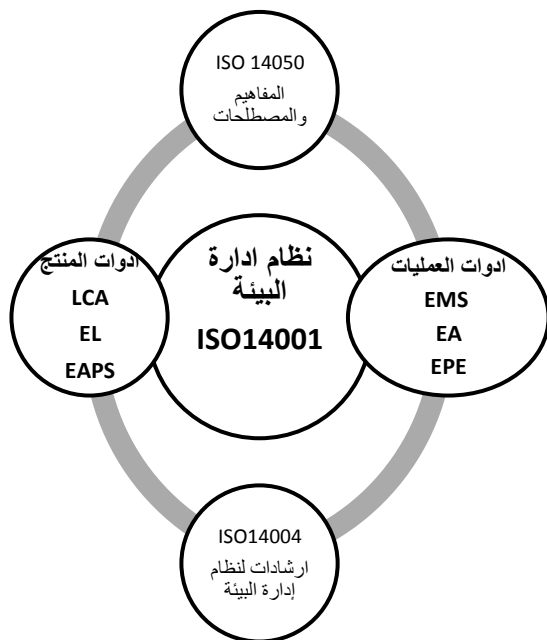 ISO 14050
المفاهيم
والمصطلحات
ادوات المنتج
LCA
EL
EAPS
نظام ادارة
البيئة
ISO14001
ادوات العمليات
EMS
EA
EPE
ISO14004
ارشادات لنظام
إدارة البيئة